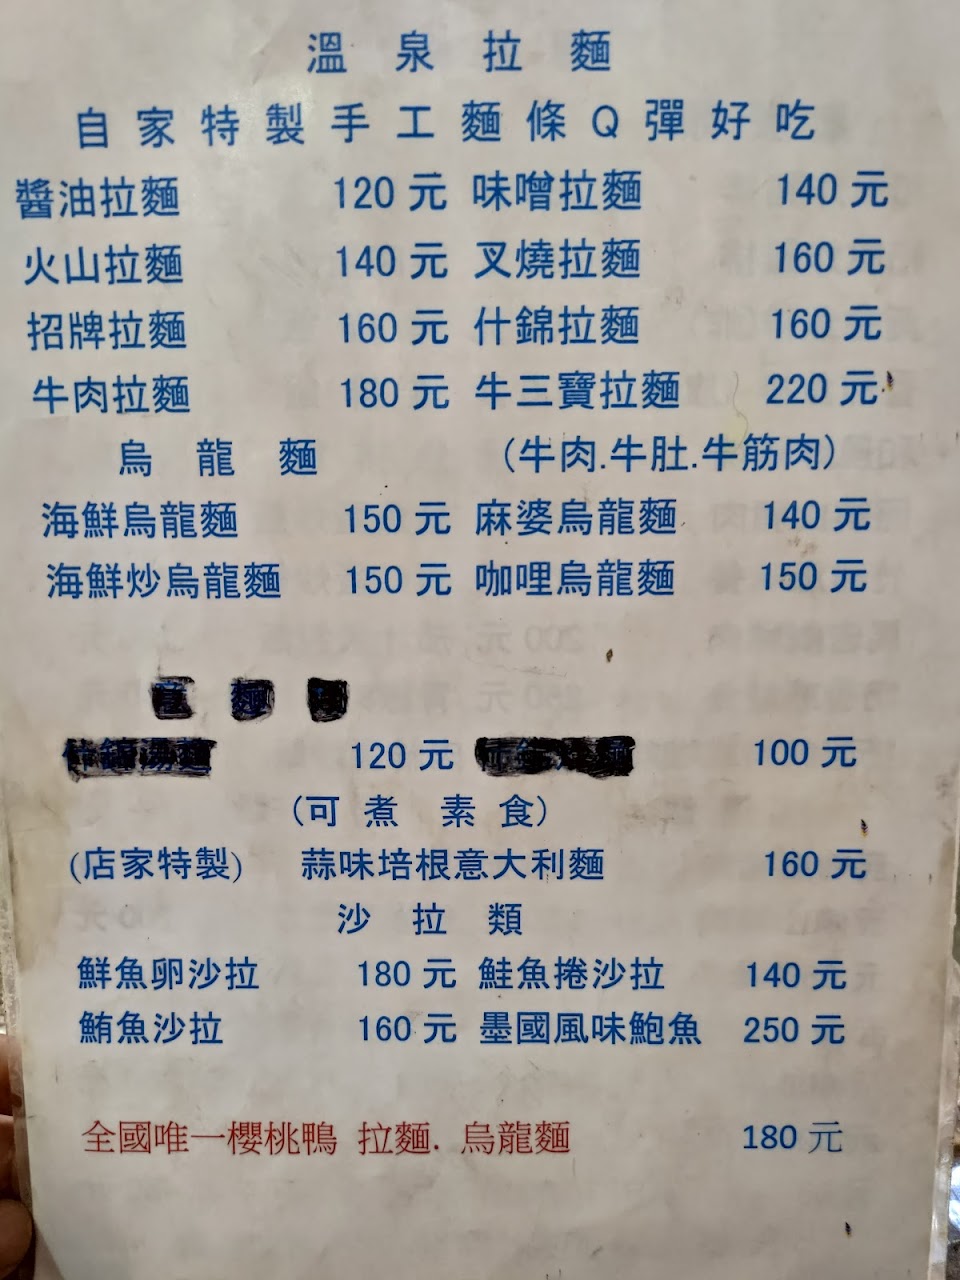 溫泉拉麵
自家特製手工麵條Q彈好吃
醬油拉麵 120元 味噌拉麵 140元
火山拉麵 140元 叉燒拉麵 160元
招牌拉麵 160元 什錦拉麵 160元
牛肉拉麵 180元 牛三寶拉麵 220元
烏龍麵 (牛肉.牛肚.牛筋肉)
海鮮烏龍麵 150元 麻婆烏龍麵 140元
海鮮炒烏龍麵 150元 咖哩烏龍麵 150元
麵
120元 100元
(可煮素食)
(店家特製) 蒜味培根意大利麵 160元
沙拉類
鮮魚卵沙拉 180元 鮭魚捲沙拉 140元
鮪魚沙拉 160元 墨國風味鮑魚 250元
全國唯一櫻桃鴨 拉麵. 烏龍麵 180元